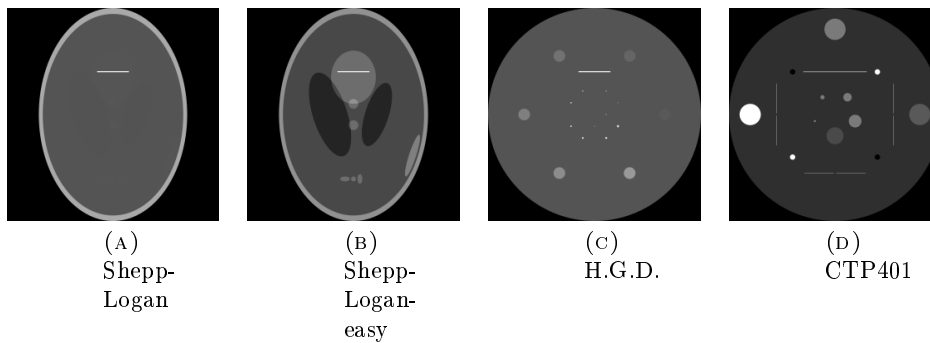 (A)
Shepp-
Logan
(B)
Shepp-
Logan-
easy
(C)
H.G.D.
(D)
CTP401